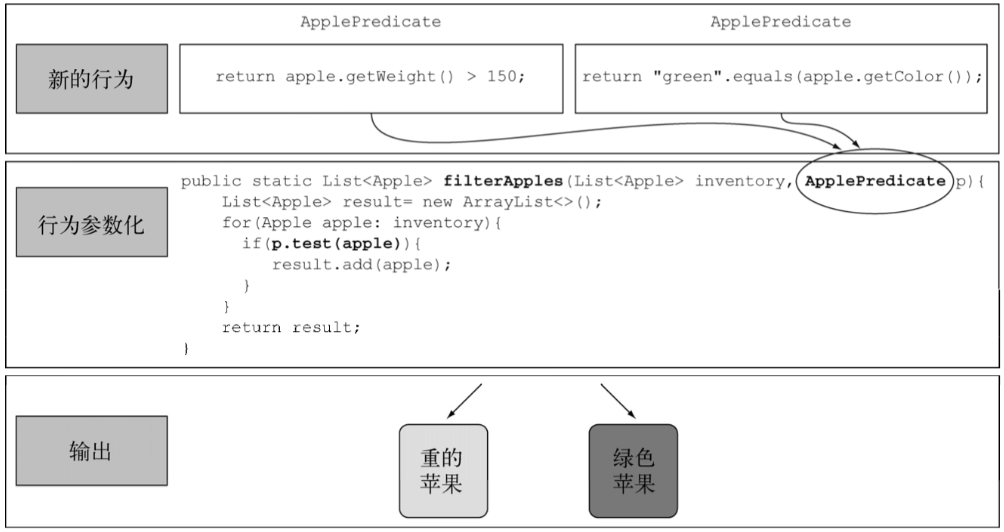 ApplePredicate
ApplePredicate
新的行为
return apple.getWeight() > 150;
return "green".equals(apple.getColor());
行为参数化
public static List<Apple> filterApples(List<Apple> inventory, ApplePredicate p){
List<Apple> result= new ArrayList<>();
for(Apple apple: inventory){
if(p.test(apple)){
result.add(apple);
}
}
return result;
}
输出
重的
苹果
绿色
苹果